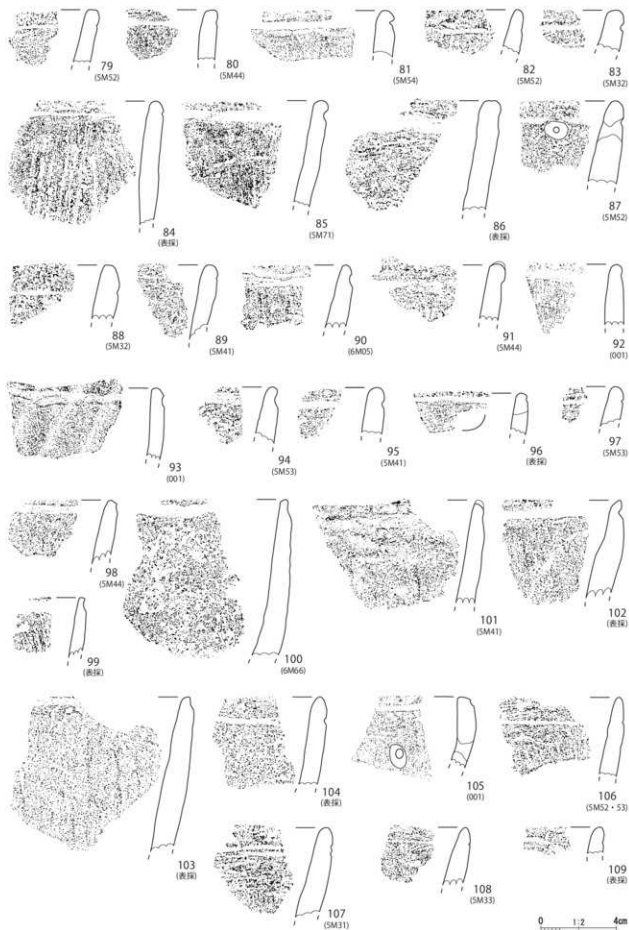 79
(5M52)
80
(5M44)
81
(5M54)
82
(5M52)
83
(5M32)
84
(表採)
85
(5M71)
86
(表採)
87
(5M52)
88
(5M32)
89
(5M41)
90
(6M05)
91
(5M44)
92
(001)
93
(001)
94
(5M53)
95
(5M41)
96
(表採)
97
(5M53)
98
(5M44)
99
(表採)
100
(6M66)
101
(5M41)
102
(表採)
103
(表採)
104
(表採)
105
(001)
106
(5M52・53)
107
(5M31)
108
(5M33)
109
(表採)
0 1:2 4cm